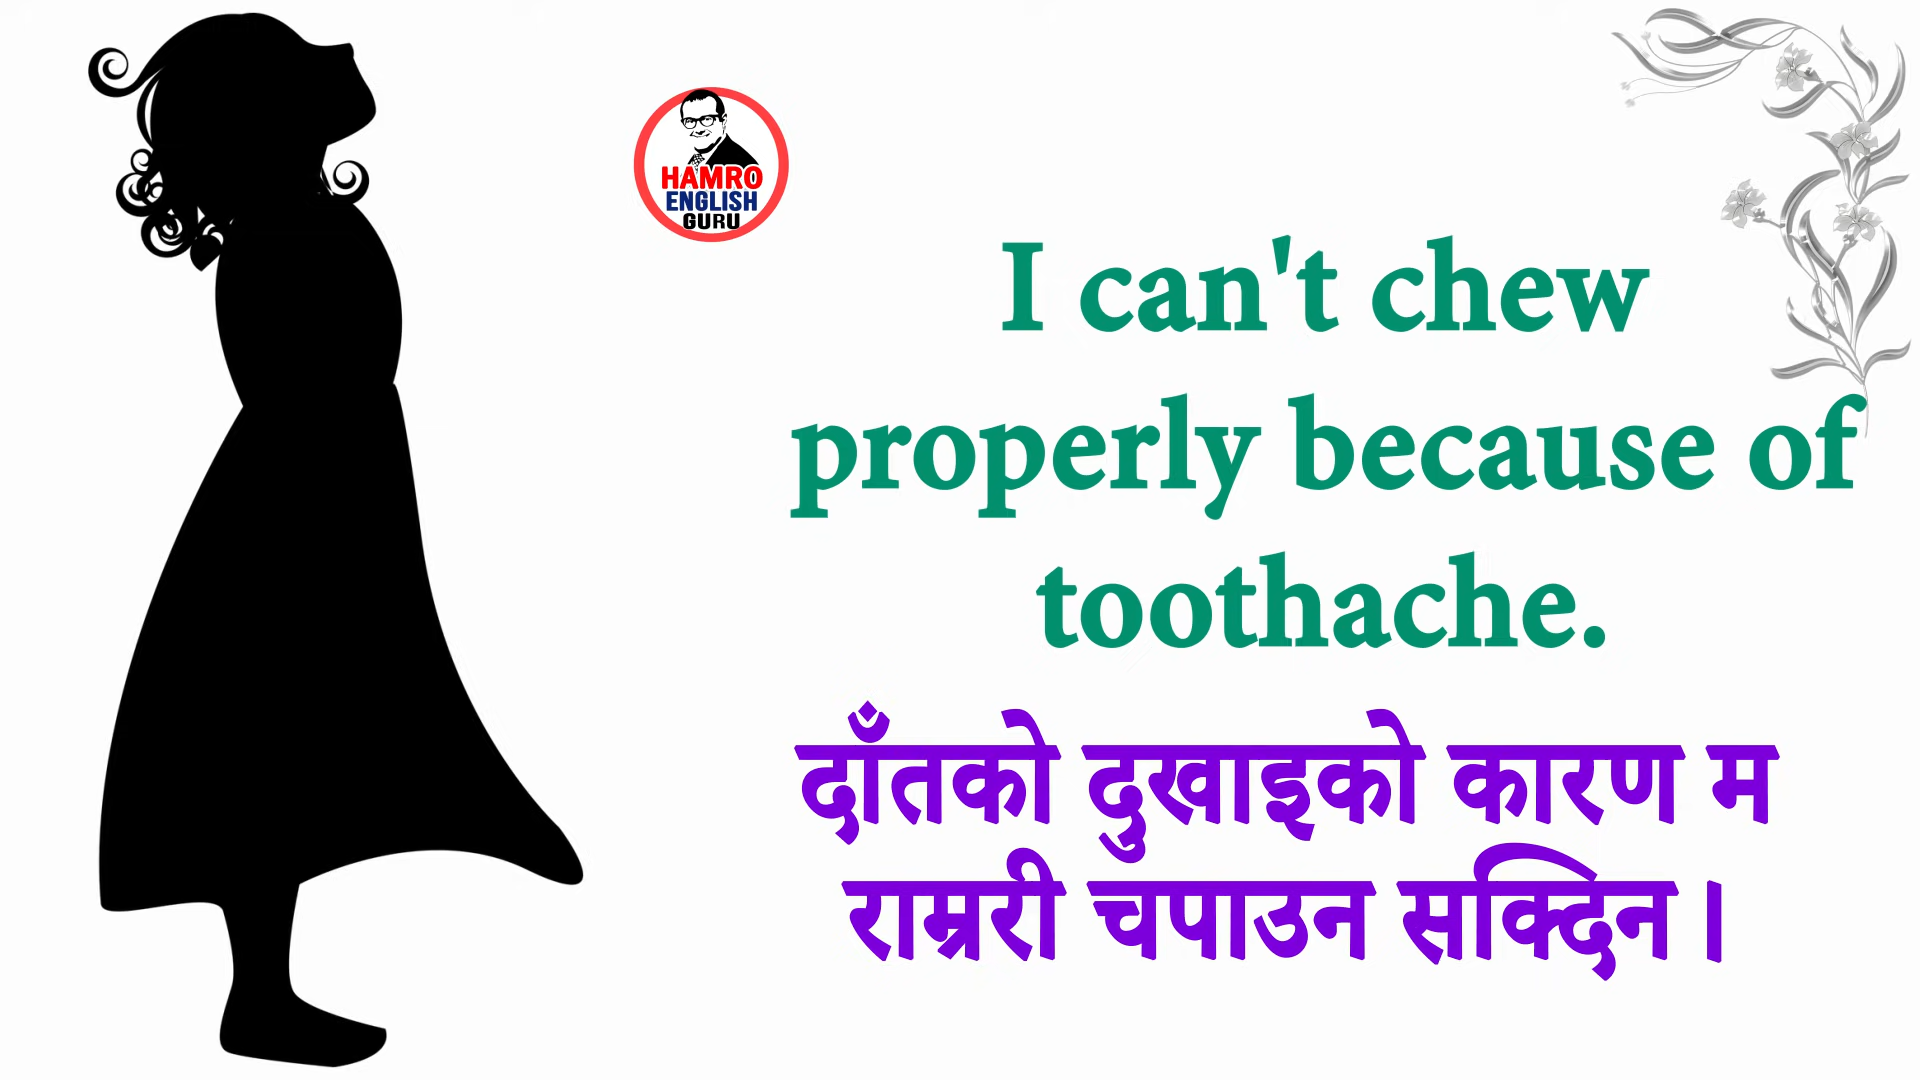 HAMRO
ENGLISH
GURU
I can't chew
properly because of
toothache.
दाँतको दुखाइको कारण म
राम्ररी चपाउन सक्दिन ।